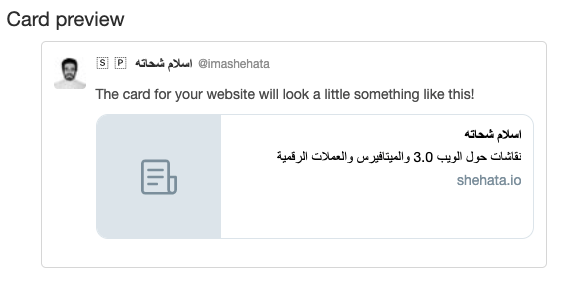 Card preview
🅂 🄿 اسلام شحاته @imashehata
The card for your website will look a little something like this!
اسلام شحاته
نقاشات حول الويب 3.0 والميتافيرس والعملات الرقمية
shehata.io